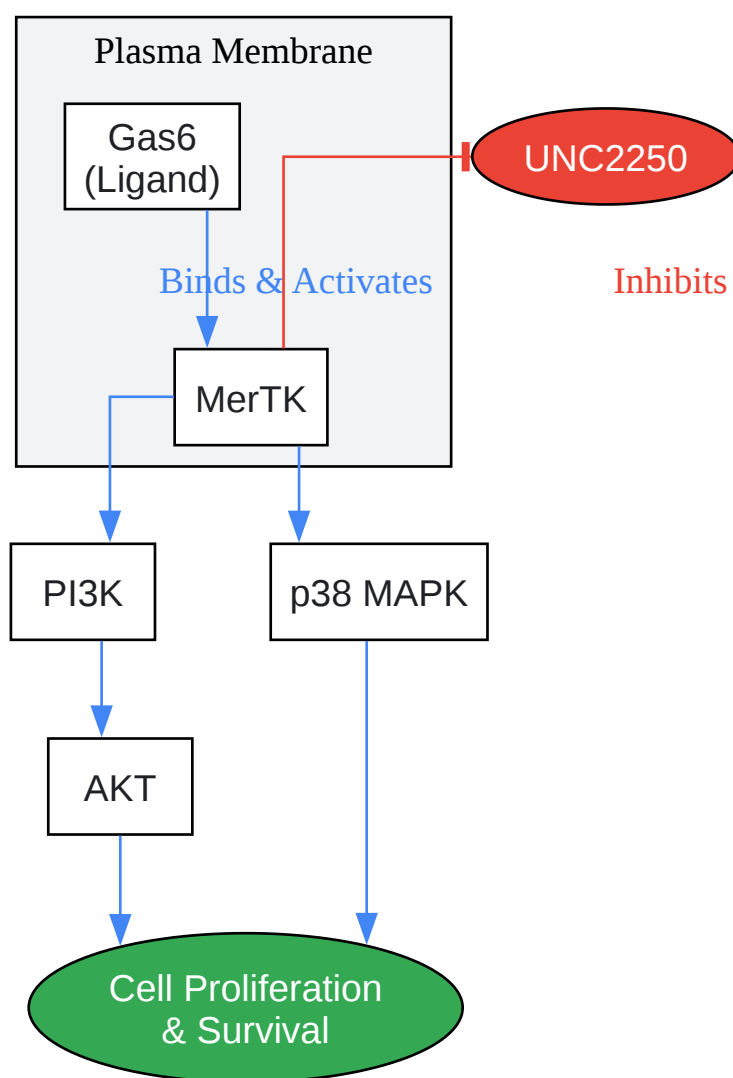 Plasma Membrane
Gas6
(Ligand)
UNC2250
Binds & Activates
Inhibits
MerTK
PI3K
p38 MAPK
AKT
Cell Proliferation
& Survival